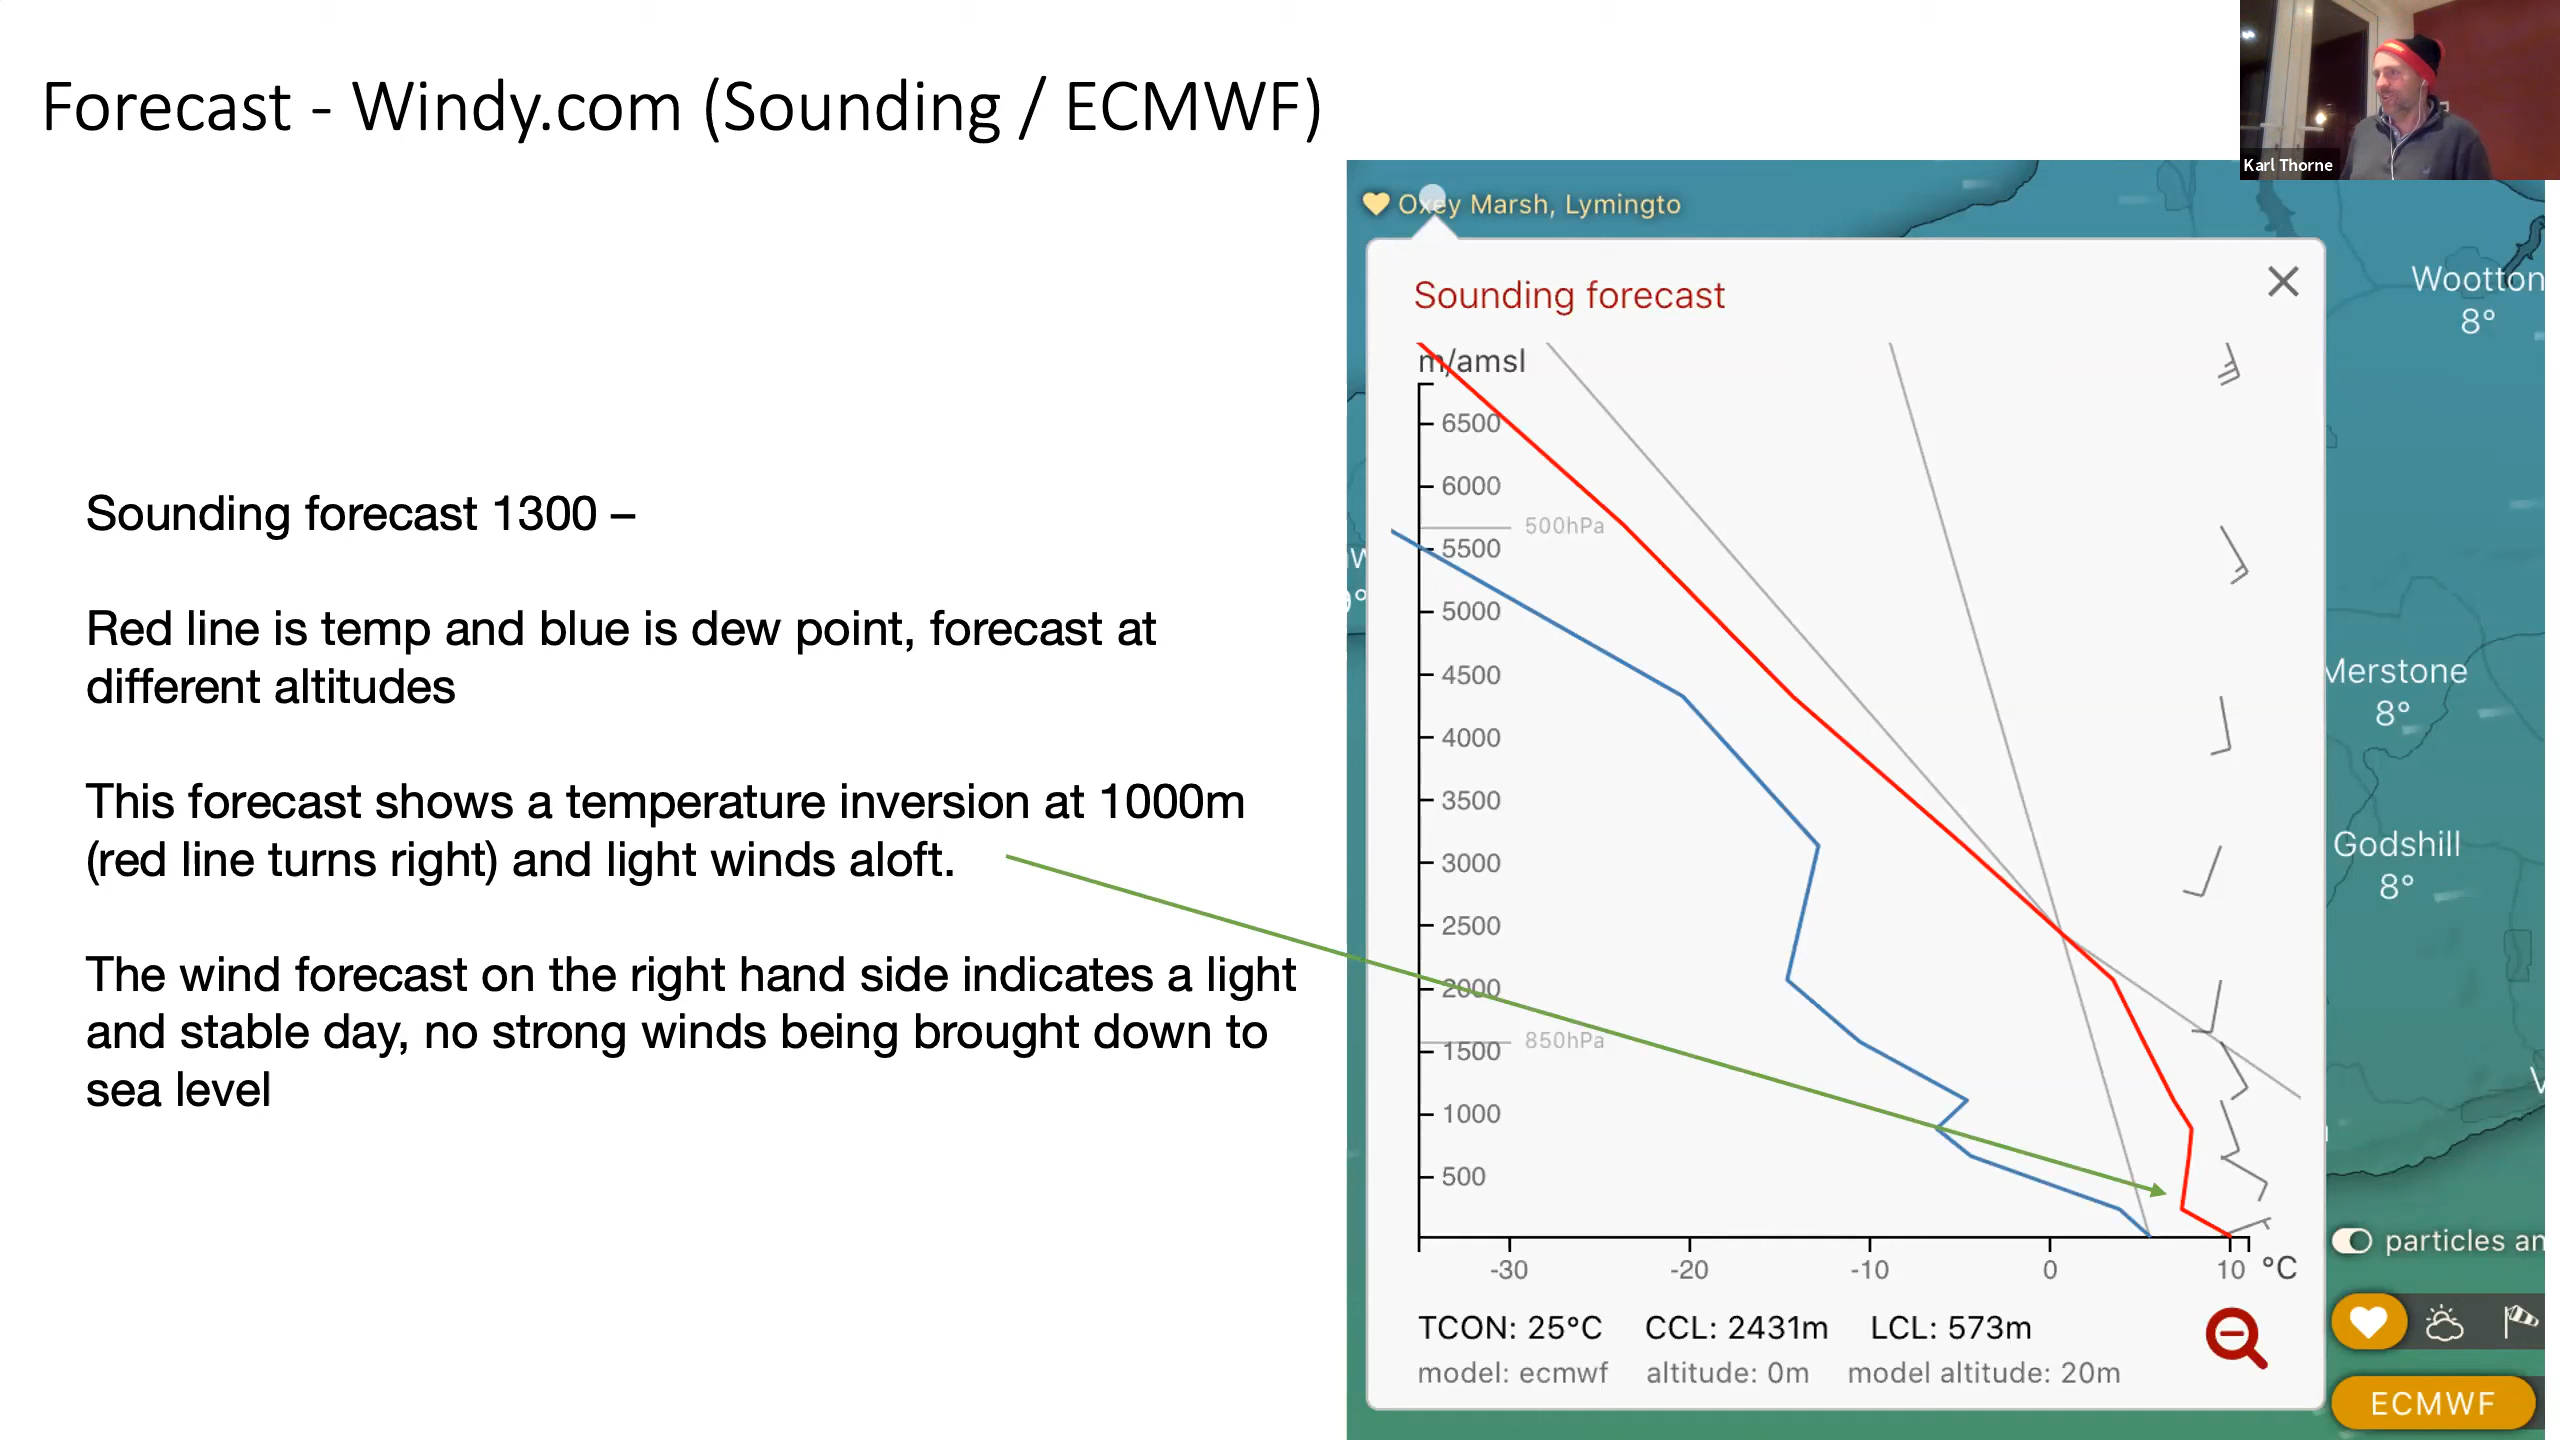 Forecast - Windy.com (Sounding / ECMWF)
Karl Thorne
Oxey Marsh, Lymingto
Wootton
8°
Sounding forecast
m/amsl
6500
6000
500hPa
5500
5000
4500
4000
3500
3000
2500
2000
850hPa
1500
1000
500
-30
-20
-10
0
10
°C
TCON: 25°C CCL: 2431m LCL: 573m
model: ecmwf altitude: 0m model altitude: 20m
Sounding forecast 1300 –
Red line is temp and blue is dew point, forecast at
different altitudes
This forecast shows a temperature inversion at 1000m
(red line turns right) and light winds aloft.
The wind forecast on the right hand side indicates a light
and stable day, no strong winds being brought down to
sea level
Merstone
8°
Godshill
8°
particles an
ECMWF